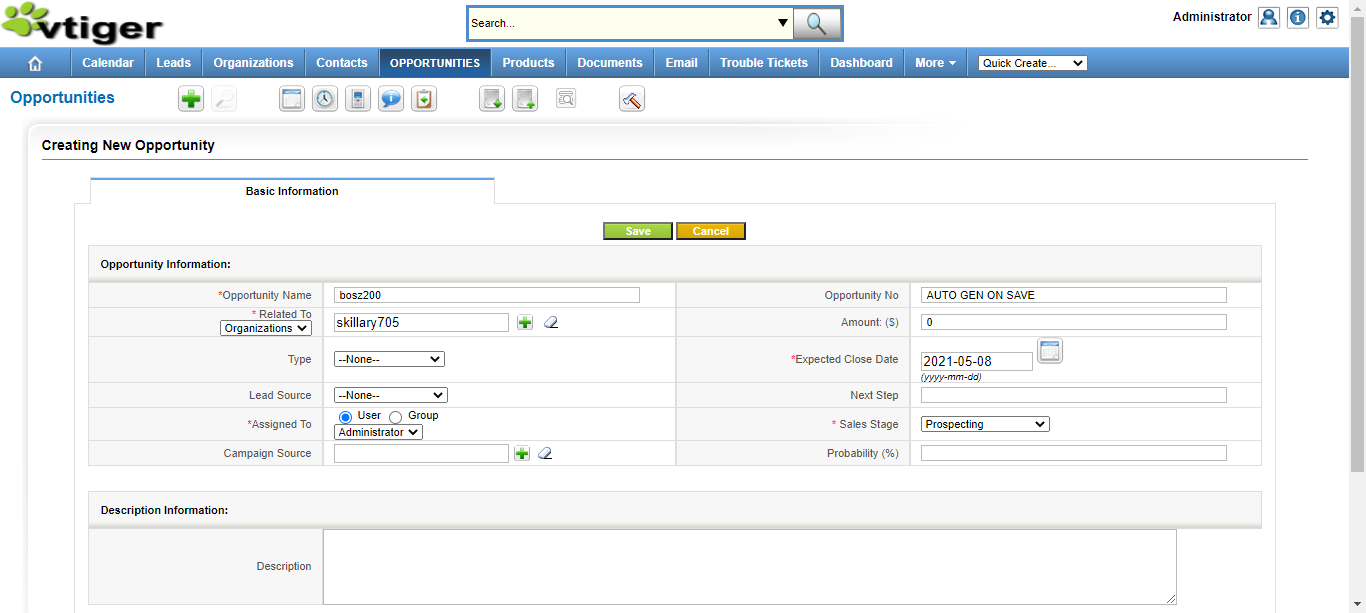 vtiger
Search...
Administrator
Calendar Leads Organizations Contacts OPPORTUNITIES Products Documents Email Trouble Tickets Dashboard More Quick Create...
Opportunities
Creating New Opportunity
Basic Information
Save Cancel
Opportunity Information:
*Opportunity Name bosz200 Opportunity No AUTO GEN ON SAVE
* Related To
Organizations skillary705 Amount: ($) 0
Type --None-- *Expected Close Date 2021-05-08
(yyyy-mm-dd)
Lead Source --None-- Next Step
*Assigned To User Group * Sales Stage Prospecting
Administrator
Campaign Source Probability (%)
Description Information:
Description